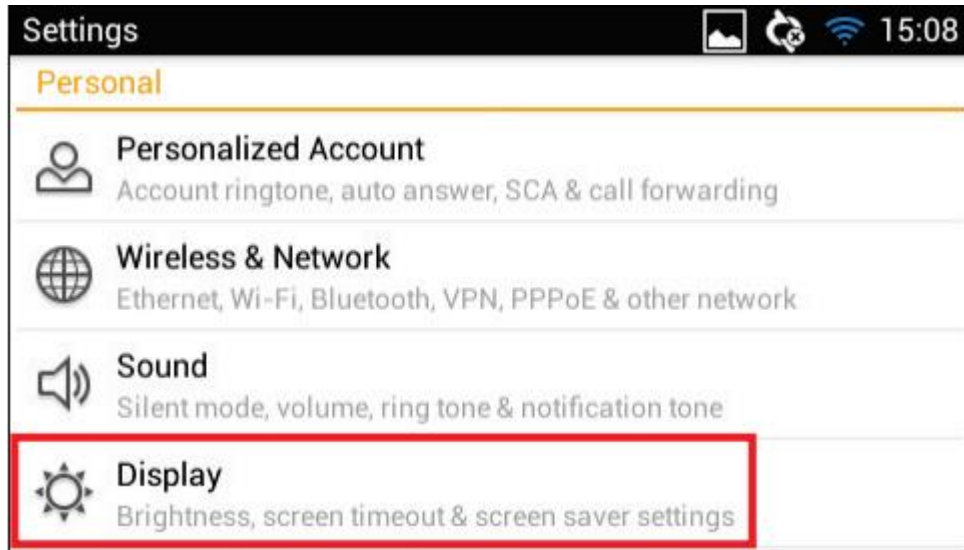 Settings 15:08
Personal
Personalized Account
Account ringtone, auto answer, SCA & call forwarding
Wireless & Network
Ethernet, Wi-Fi, Bluetooth, VPN, PPPoE & other network
Sound
Silent mode, volume, ring tone & notification tone
Display
Brightness, screen timeout & screen saver settings